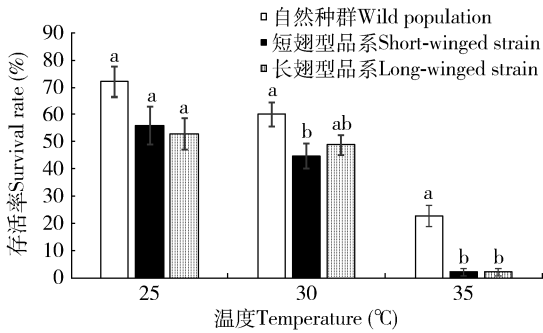 自然种群Wild population
短翅型品系Short-winged strain
长翅型品系Long-winged strain
存活率Survival rate (%)
90
80
70
60
50
40
30
20
10
0
a
a
a
a
b
ab
a
b
b
25
30
35
温度Temperature (℃)